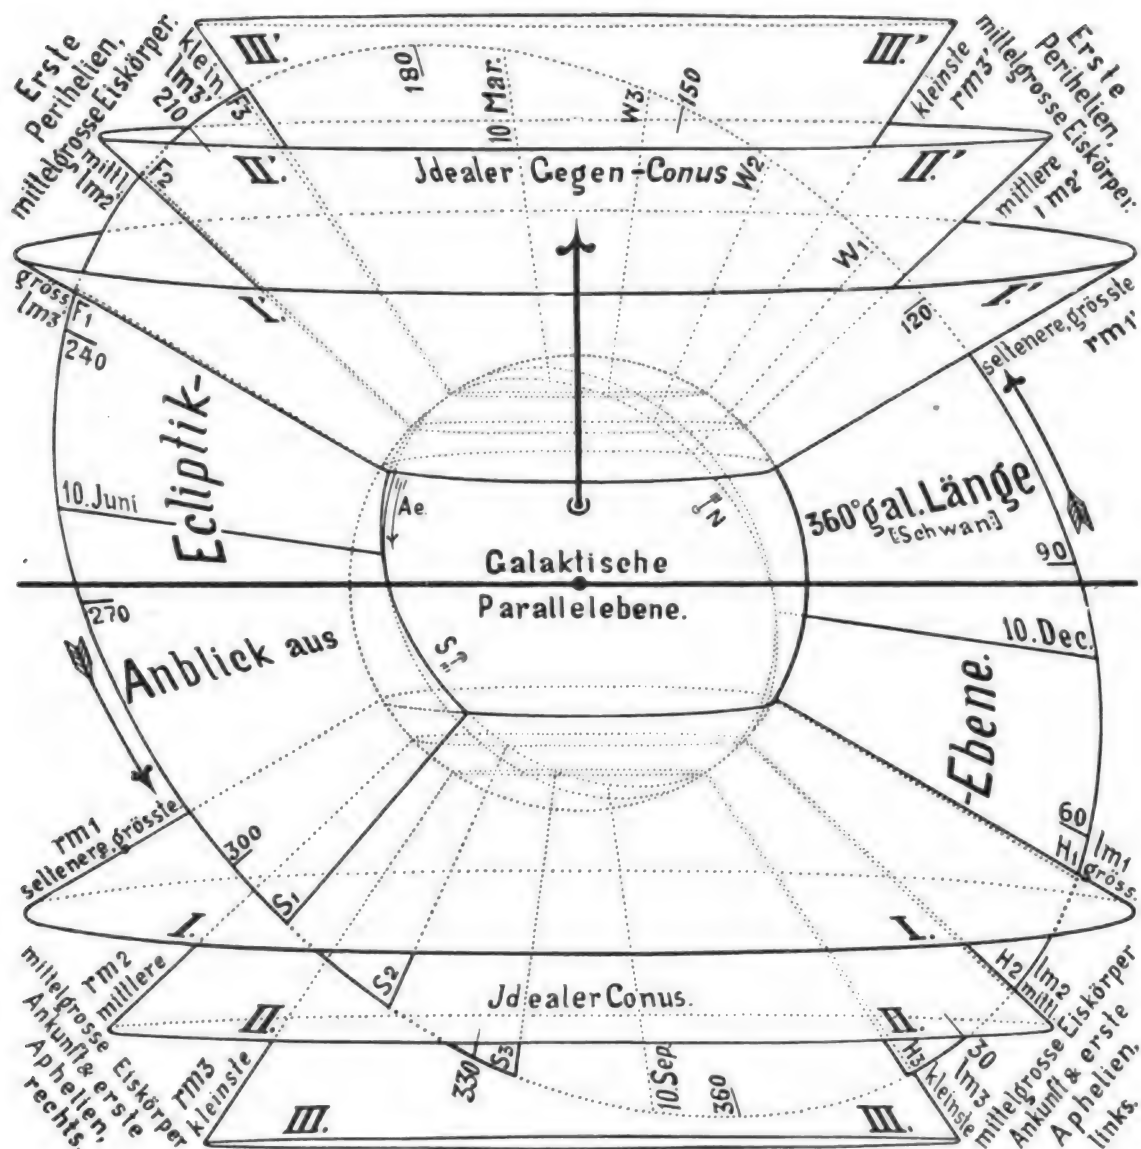 Erste
Perihelien,
mittelgrosse Eiskörper.
klein.
lm3'
210
F3
III.'
180
10 Mar.
W3
150
III.'
kleinste
rm3'
Erste
Perihelien,
mittelgrosse Eiskörper.
mittl.
lm2'
F2
II.'
Jdealer Gegen-Conus
W2
II.'
mittlere
rm2'
gröss.
lm3'
F1
240
I.'
W1
120
I.'
seltenere, grösste
rm1'
Ecliptik-
10. Juni
Ae.
N
360° gal. Länge
[Schwan]
90
Galaktische
Parallelebene.
270
Anblick aus
S
10. Dec.
-Ebene.
60
H1
lm1
gröss.
rm1
seltenere, grösste
300
S1
I.
I.
rm2
mittlere
mittelgrosse Eiskörper
Ankunft & erste
Aphelien,
rechts.
S2
Jdealer Conus.
H2
lm2
mittl.
II.
II.
rm3
kleinste
330
S3
10. Sep.
360
H3
30
lm3
kleinste
mittelgrosse Eiskörper
Ankunft & erste
Aphelien,
links.
III.
III.